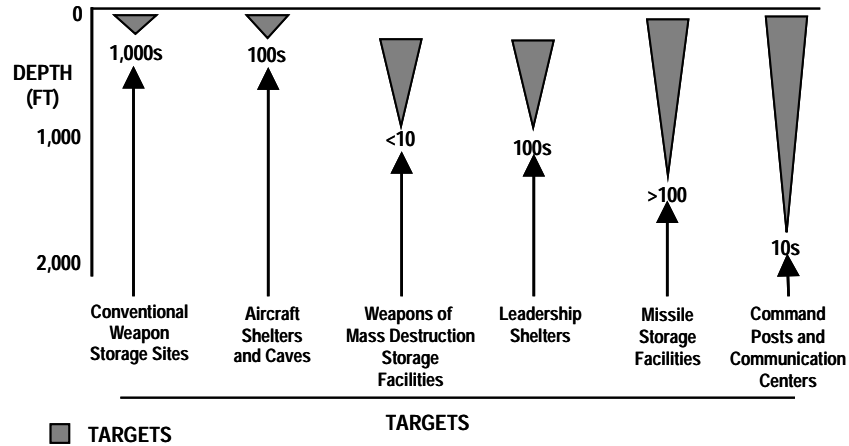 0
1,000s
100s
DEPTH
(FT)
1,000
<10
100s
>100
10s
2,000
Conventional
Weapon
Storage Sites
Aircraft
Shelters
and Caves
Weapons of
Mass Destruction
Storage
Facilities
Leadership
Shelters
Missile
Storage
Facilities
Command
Posts and
Communication
Centers
TARGETS
TARGETS